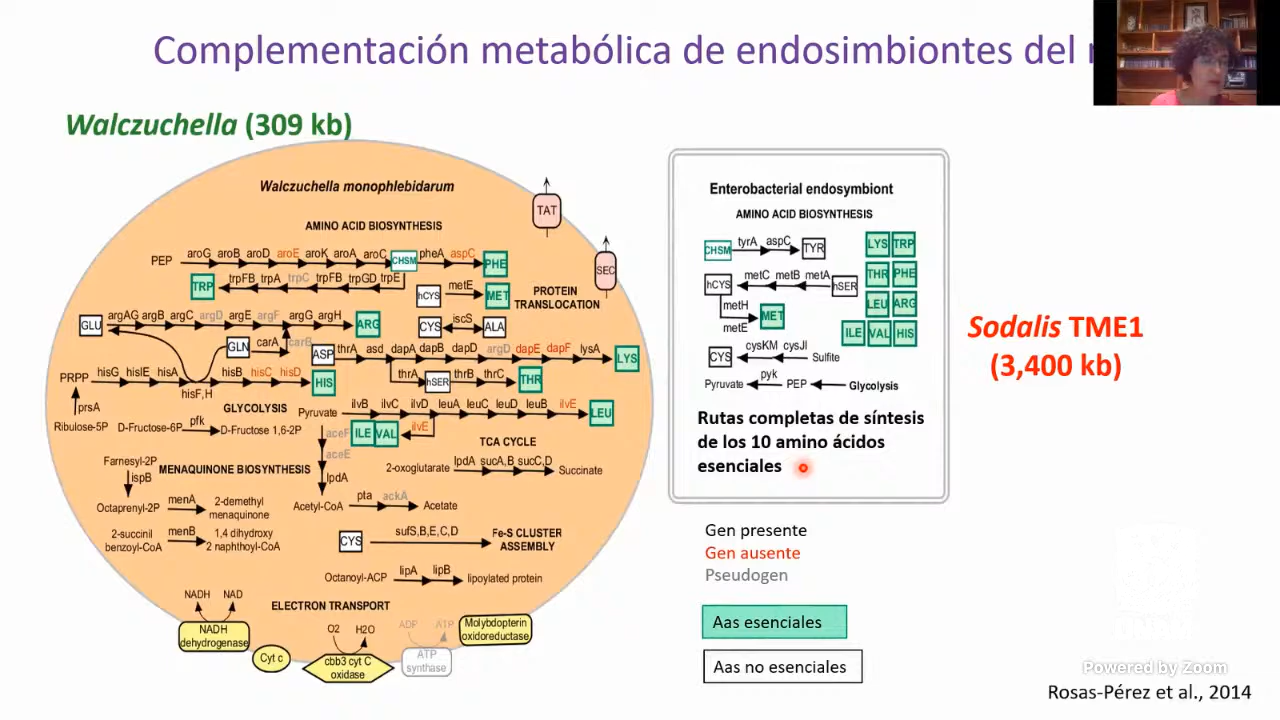 Complementación metabólica de endosimbiontes del
Walczuchella (309 kb)
Walczuchella monophlebidarum
TAT
SEC
AMINO ACID BIOSYNTHESIS
PEP aroG aroB aroD aroE aroK aroA aroC CHSM pheA aspC PHE
TRP trpFB trpA trpC trpFB trpGD trpE
hCYS metE MET
PROTEIN
TRANSLOCATION
GLU argAG argB argC argD argE argF argG argH ARG
CYS iscS ALA
GLN carA carB
ASP thrA asd dapA dapB dapD argD dapE dapF lysA LYS
thrA hSER thrB thrC THR
PRPP hisG hisIE hisA hisB hisC hisD HIS
hisF,H
prsA
Ribulose-5P
GLYCOLYSIS
D-Fructose-6P pfk D-Fructose 1,6-2P
Pyruvate ilvB ilvC ilvD leuA leuC leuD leuB ilvE LEU
ILE VAL ilvE
aceF
aceE
lpdA
TCA CYCLE
2-oxoglutarate lpdA sucA,B sucC,D Succinate
Farnesyl-2P
ispB
Octaprenyl-2P
MENAQUINONE BIOSYNTHESIS
menA
2-demethyl
menaquinone
Acetyl-CoA pta ackA Acetate
2-succinil
benzoyl-CoA
menB
1,4 dihydroxy
2 naphthoyl-CoA
CYS sufS,B,E,C,D
Fe-S CLUSTER
ASSEMBLY
Octanoyl-ACP lipA lipB lipoylated protein
ELECTRON TRANSPORT
NADH NAD
NADH
dehydrogenase
Cyt c
O2 H2O
cbb3 cyt C
oxidase
ADP ATP
ATP
synthase
Molybdopterin
oxidoreductase
Enterobacterial endosymbiont
AMINO ACID BIOSYNTHESIS
CHSM tyrA aspC TYR
hCYS metC metB metA hSER
metH
metE
MET
CYS cysKM cysJI Sulfite
Pyruvate pyk PEP Glycolysis
LYS TRP
THR PHE
LEU ARG
ILE VAL HIS
Rutas completas de síntesis
de los 10 amino ácidos
esenciales
Sodalis TME1
(3,400 kb)
Gen presente
Gen ausente
Pseudogen
Aas esenciales
Aas no esenciales
Powered by Zoom
Rosas-Pérez et al., 2014